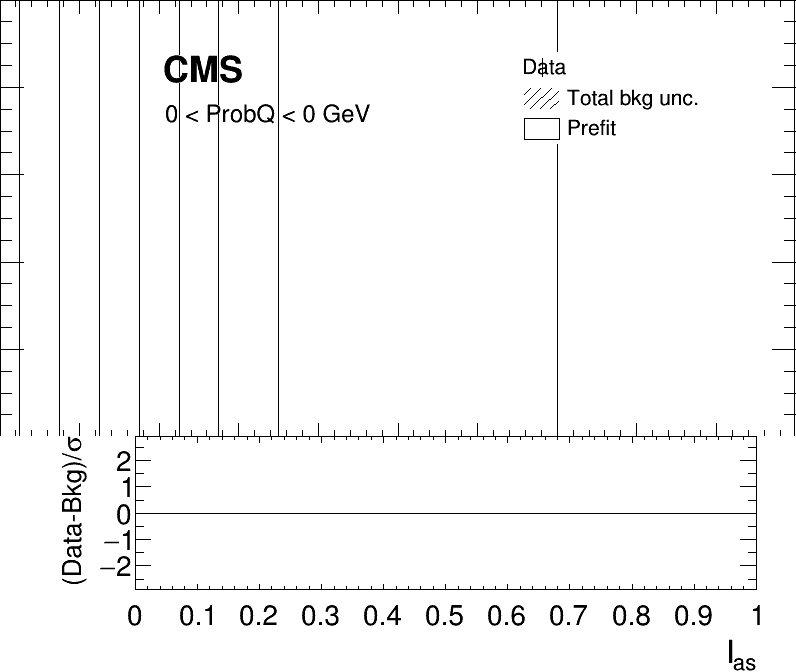 CMS
0 < ProbQ < 0 GeV
Data
Total bkg unc.
Prefit
(Data-Bkg)/σ
2
1
0
−1
−2
0 0.1 0.2 0.3 0.4 0.5 0.6 0.7 0.8 0.9 1
I_as